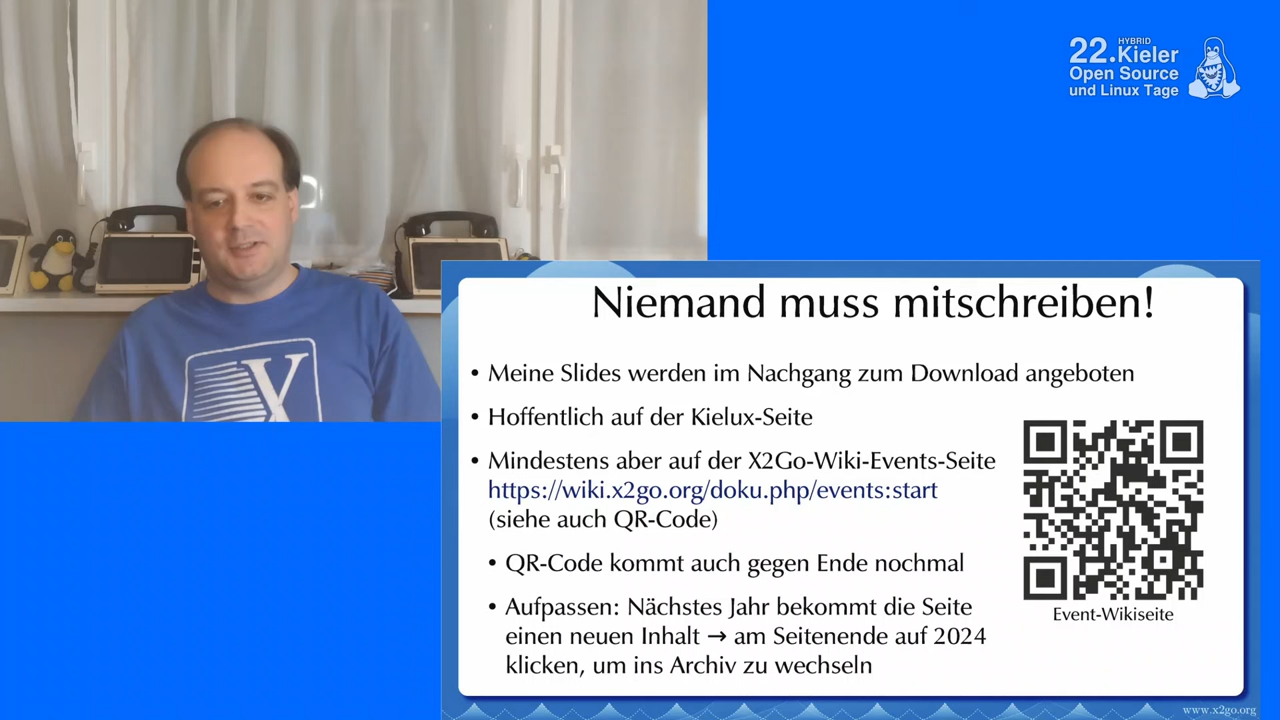 HYBRID
22.Kieler
Open Source
und Linux Tage
X
Niemand muss mitschreiben!
• Meine Slides werden im Nachgang zum Download angeboten
• Hoffentlich auf der Kielux-Seite
• Mindestens aber auf der X2Go-Wiki-Events-Seite
https://wiki.x2go.org/doku.php/events:start
(siehe auch QR-Code)
• QR-Code kommt auch gegen Ende nochmal
• Aufpassen: Nächstes Jahr bekommt die Seite
einen neuen Inhalt → am Seitenende auf 2024
klicken, um ins Archiv zu wechseln
Event-Wikiseite
www.x2go.org